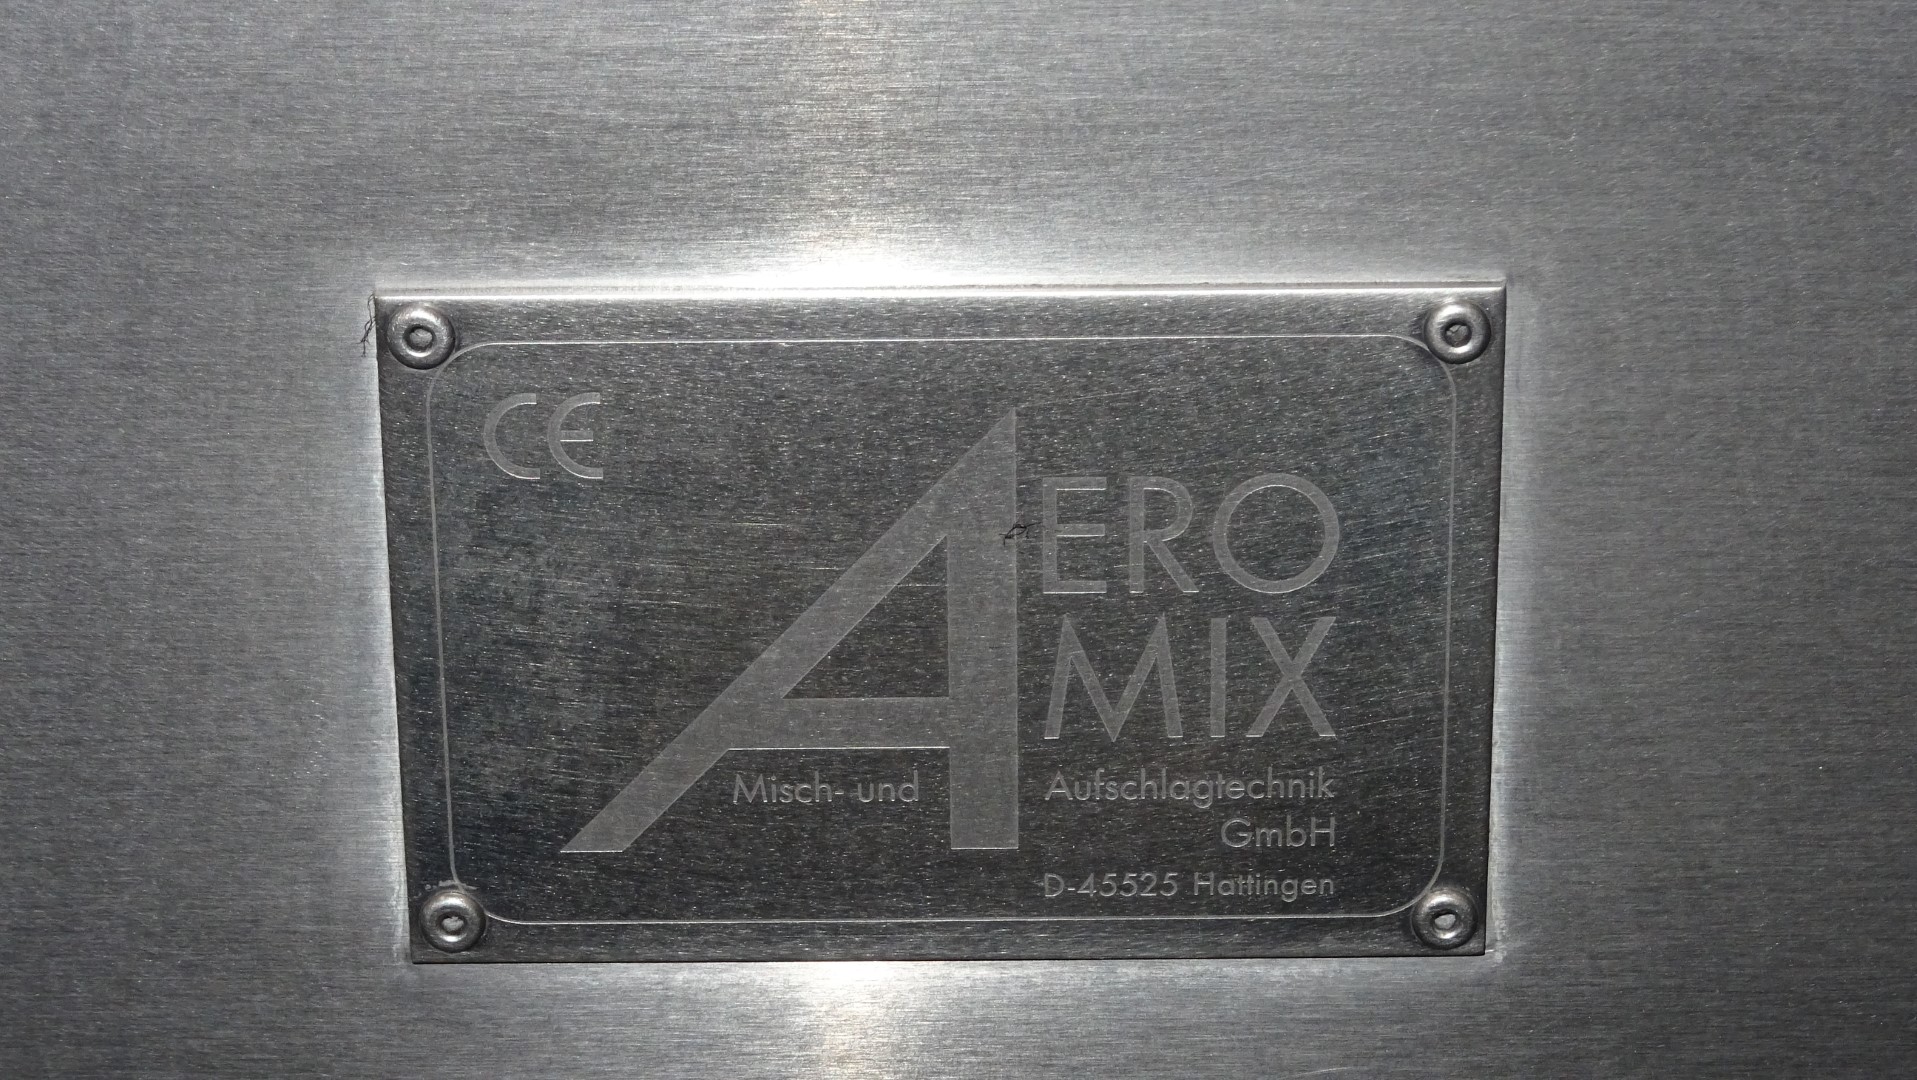 CE
AERO
MIX
Misch- und Aufschlagtechnik
GmbH
D-45525 Hattingen